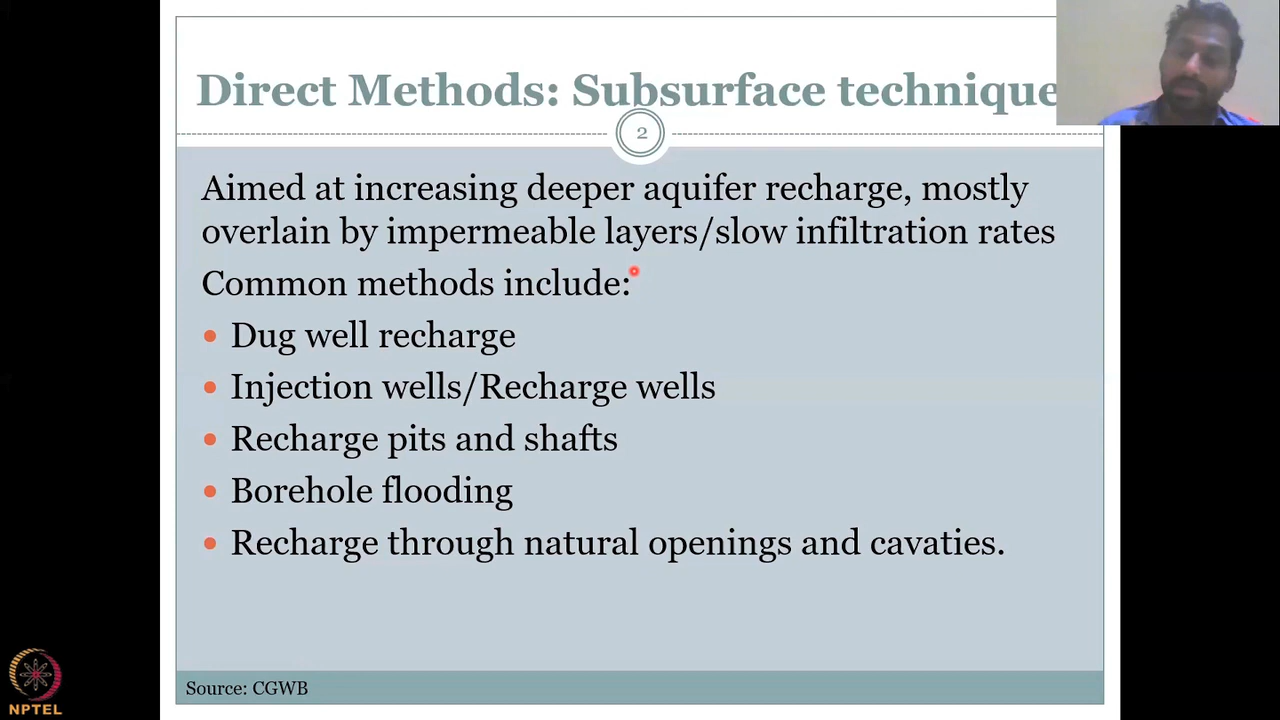 Direct Methods: Subsurface technique
2
Aimed at increasing deeper aquifer recharge, mostly
overlain by impermeable layers/slow infiltration rates
Common methods include:
• Dug well recharge
• Injection wells/Recharge wells
• Recharge pits and shafts
• Borehole flooding
• Recharge through natural openings and cavaties.
Source: CGWB
NPTEL